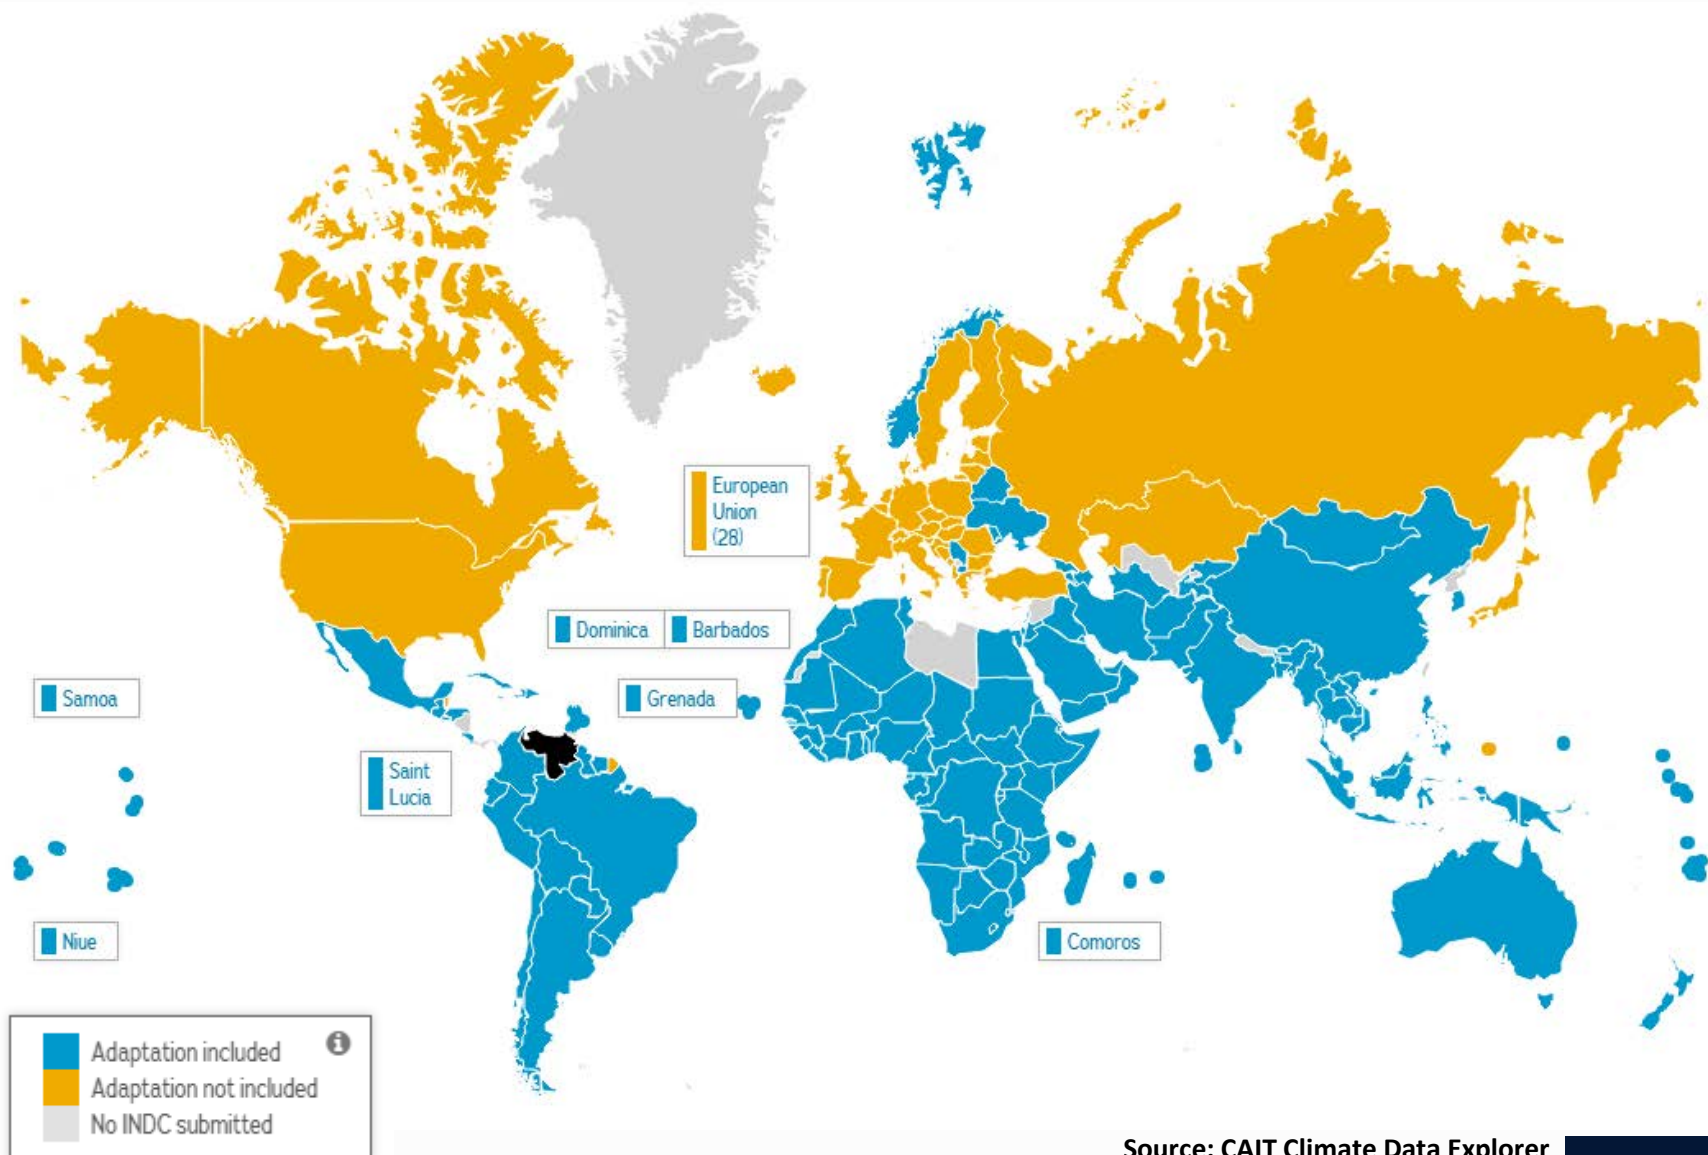 European
Union
(28)
Dominica
Barbados
Samoa
Grenada
Saint
Lucia
Niue
Comoros
Adaptation included
Adaptation not included
No INDC submitted
Source: CAIT Climate Data Explorer